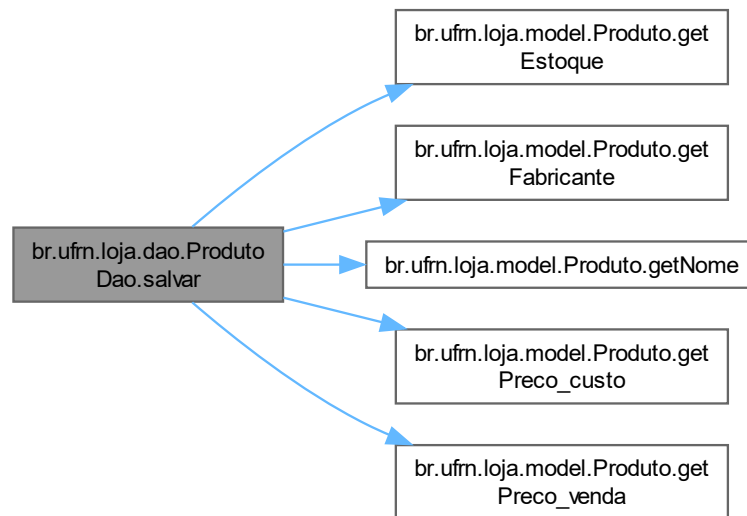 br.ufrn.loja.model.Produto.get
Estoque
br.ufrn.loja.model.Produto.get
Fabricante
br.ufrn.loja.dao.Produto
Dao.salvar
br.ufrn.loja.model.Produto.getNome
br.ufrn.loja.model.Produto.get
Preco_custo
br.ufrn.loja.model.Produto.get
Preco_venda